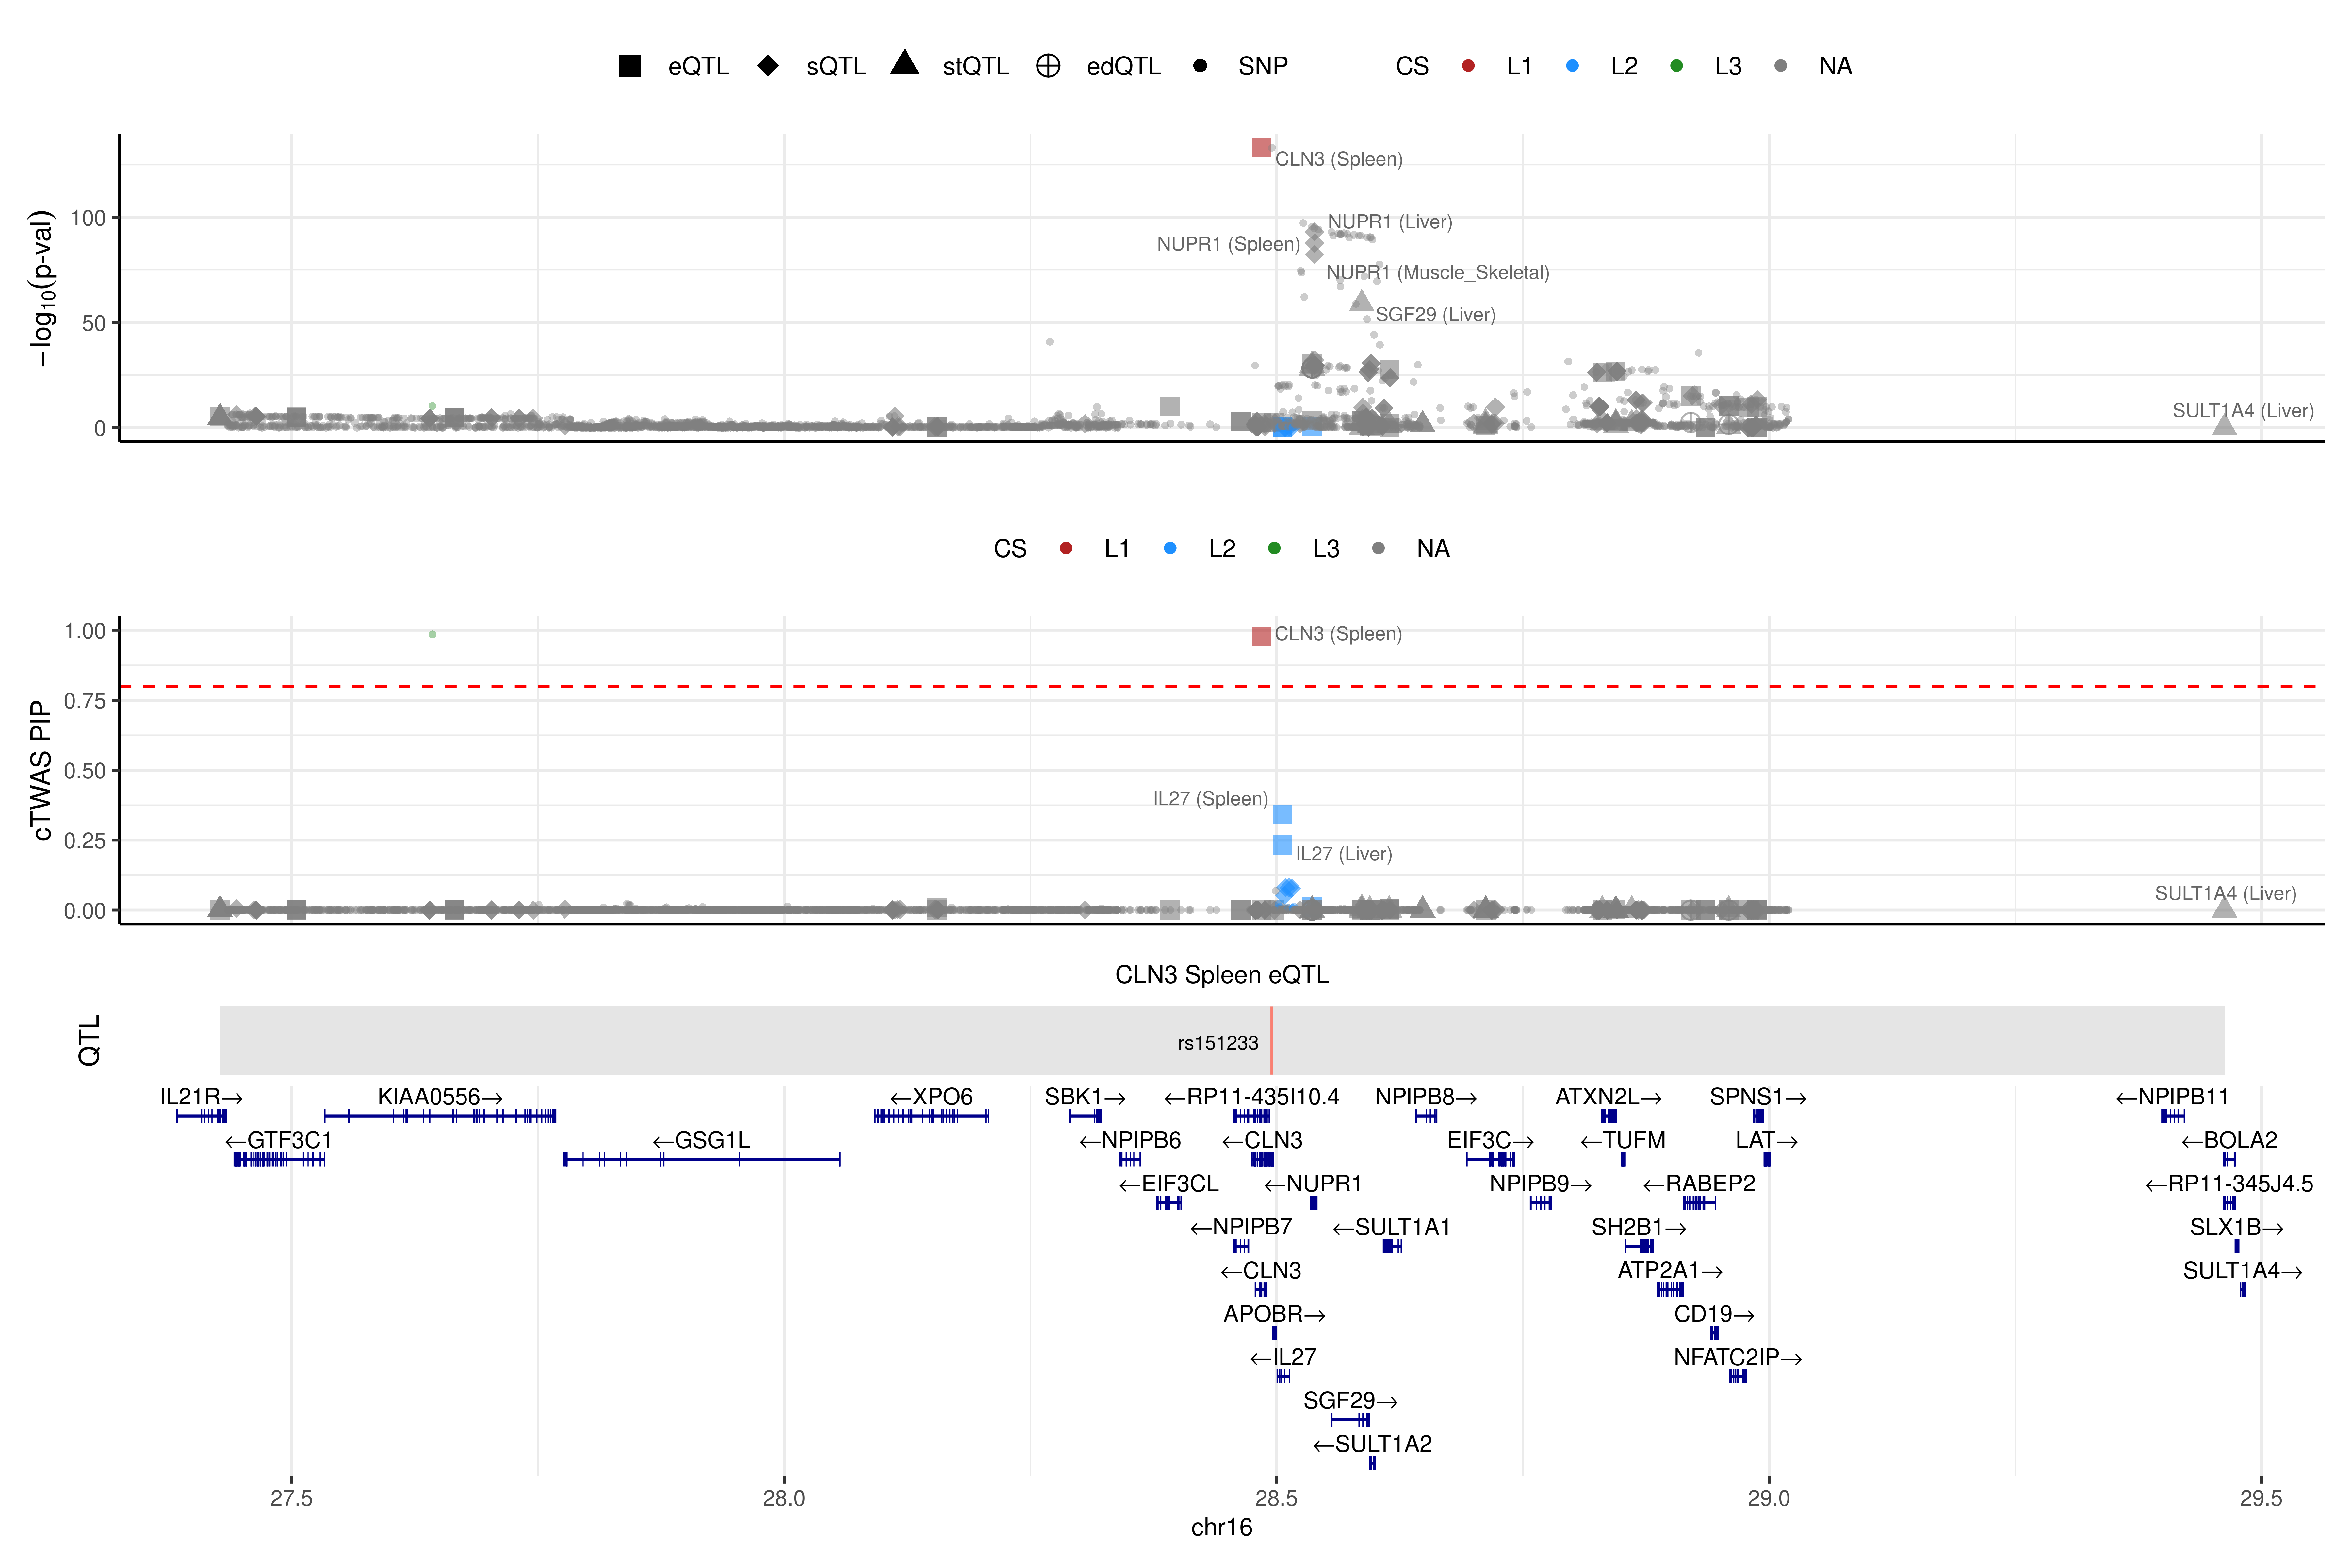 eQTL sQTL stQTL edQTL SNP CS L1 L2 L3 NA
−log10(p-val)
100
50
0
CLN3 (Spleen)
NUPR1 (Liver)
NUPR1 (Spleen)
NUPR1 (Muscle_Skeletal)
SGF29 (Liver)
SULT1A4 (Liver)
CS L1 L2 L3 NA
cTWAS PIP
1.00
0.75
0.50
0.25
0.00
CLN3 (Spleen)
IL27 (Spleen)
IL27 (Liver)
SULT1A4 (Liver)
CLN3 Spleen eQTL
QTL
rs151233
IL21R→ KIAA0556→ ←XPO6 SBK1→ ←RP11-435I10.4 NPIPB8→ ATXN2L→ SPNS1→ ←NPIPB11
←GTF3C1 ←GSG1L ←NPIPB6 ←CLN3 EIF3C→ ←TUFM LAT→ ←BOLA2
←EIF3CL ←NUPR1 NPIPB9→ ←RABEP2 ←RP11-345J4.5
←NPIPB7 ←SULT1A1 SH2B1→ SLX1B→
←CLN3 ATP2A1→ SULT1A4→
APOBR→ CD19→
←IL27 NFATC2IP→
SGF29→
←SULT1A2
27.5 28.0 28.5 29.0 29.5
chr16